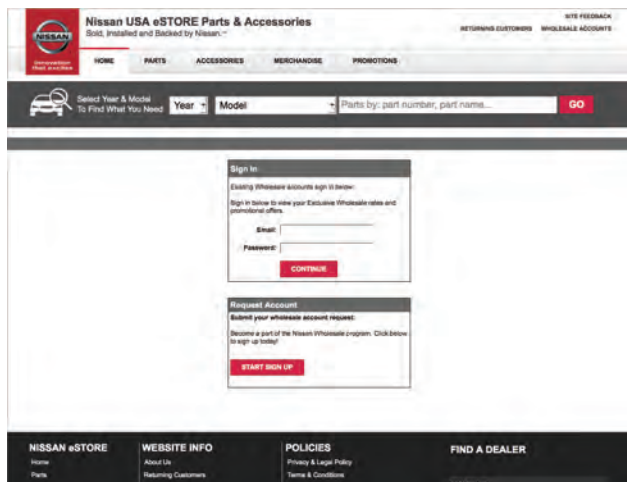 SITE FEEDBACK
Nissan USA eSTORE Parts & Accessories
Sold, Installed and Backed by Nissan.℠
RETURNING CUSTOMERS WHOLESALE ACCOUNTS
NISSAN
Innovation
that excites
HOME PARTS ACCESSORIES MERCHANDISE PROMOTIONS
Select Year & Model
To Find What You Need
Year Model Parts by: part number, part name... GO
Sign In
Existing Wholesale accounts sign in below:
Sign in below to view your Exclusive Wholesale rates and
promotional offers.
Email:
Password:
CONTINUE
Request Account
Submit your wholesale account request:
Become a part of the Nissan Wholesale program. Click below
to sign up today!
START SIGN UP
NISSAN eSTORE WEBSITE INFO POLICIES FIND A DEALER
Home About Us Privacy & Legal Policy
Parts Returning Customers Terms & Conditions